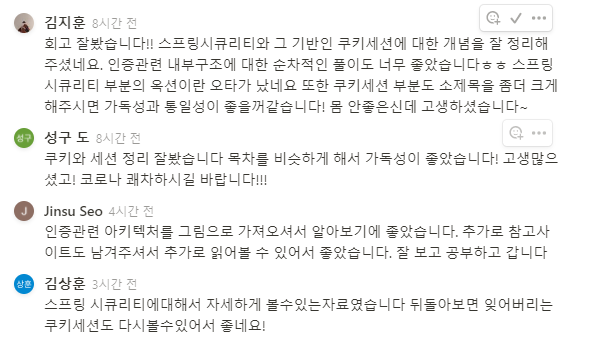 김지훈 8시간 전
회고 잘봤습니다!! 스프링시큐리티와 그 기반인 쿠키세션에 대한 개념을 잘 정리해
주셨네요. 인증관련 내부구조에 대한 순차적인 풀이도 너무 좋았습니다ㅎㅎ 스프링
시큐리티 부분의 옥션이란 오타가 났네요 또한 쿠키세션 부분도 소제목을 좀더 크게
해주시면 가독성과 통일성이 좋을꺼같습니다! 몸 안좋은신데 고생하셨습니다~
성구 성구 도 8시간 전
쿠키와 세션 정리 잘봤습니다 목차를 비슷하게 해서 가독성이 좋았습니다! 고생많으
셨고! 코로나 쾌차하시길 바랍니다!!!
J Jinsu Seo 4시간 전
인증관련 아키텍처를 그림으로 가져오셔서 알아보기에 좋았습니다. 추가로 참고사
이트도 남겨주셔서 추가로 읽어볼 수 있어서 좋았습니다. 잘 보고 공부하고 갑니다
상훈 김상훈 3시간 전
스프링 시큐리티에대해서 자세하게 볼수있는자료였습니다 뒤돌아보면 잊어버리는
쿠키세션도 다시볼수있어서 좋네요!